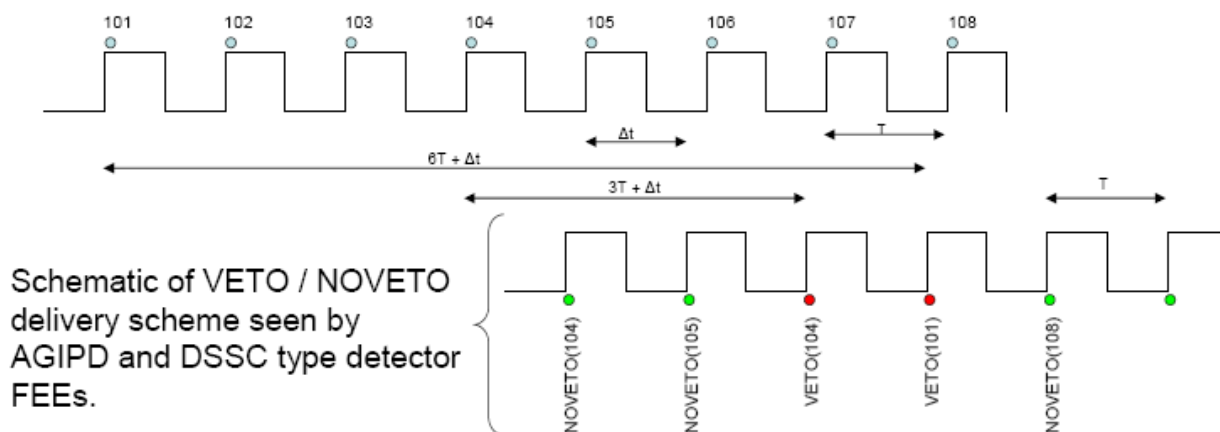 101 102 103 104 105 106 107 108
Δt
T
6T + Δt
3T + Δt
T
Schematic of VETO / NOVETO
delivery scheme seen by
AGIPD and DSSC type detector
FEEs.
NOVETO(104)
NOVETO(105)
VETO(104)
VETO(101)
NOVETO(108)